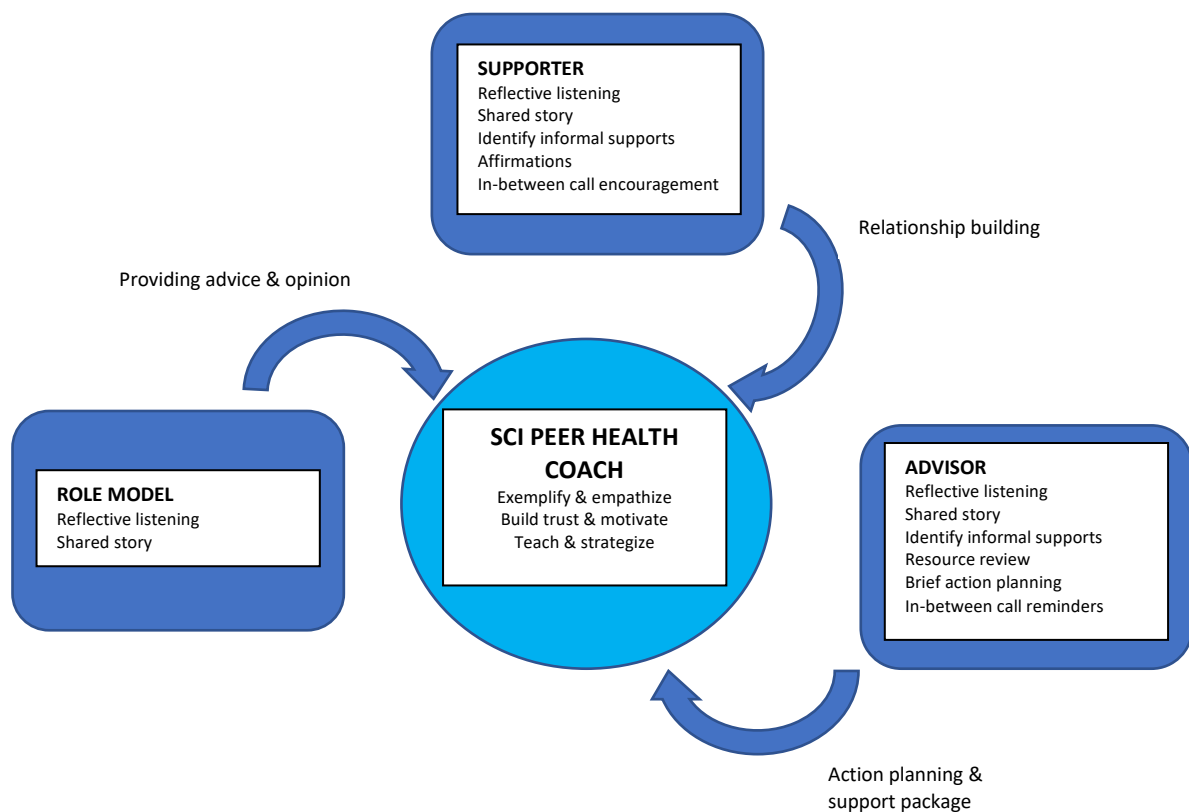 SUPPORTER
Reflective listening
Shared story
Identify informal supports
Affirmations
In-between call encouragement
Relationship building
Providing advice & opinion
ROLE MODEL
Reflective listening
Shared story
SCI PEER HEALTH
COACH
Exemplify & empathize
Build trust & motivate
Teach & strategize
ADVISOR
Reflective listening
Shared story
Identify informal supports
Resource review
Brief action planning
In-between call reminders
Action planning &
support package